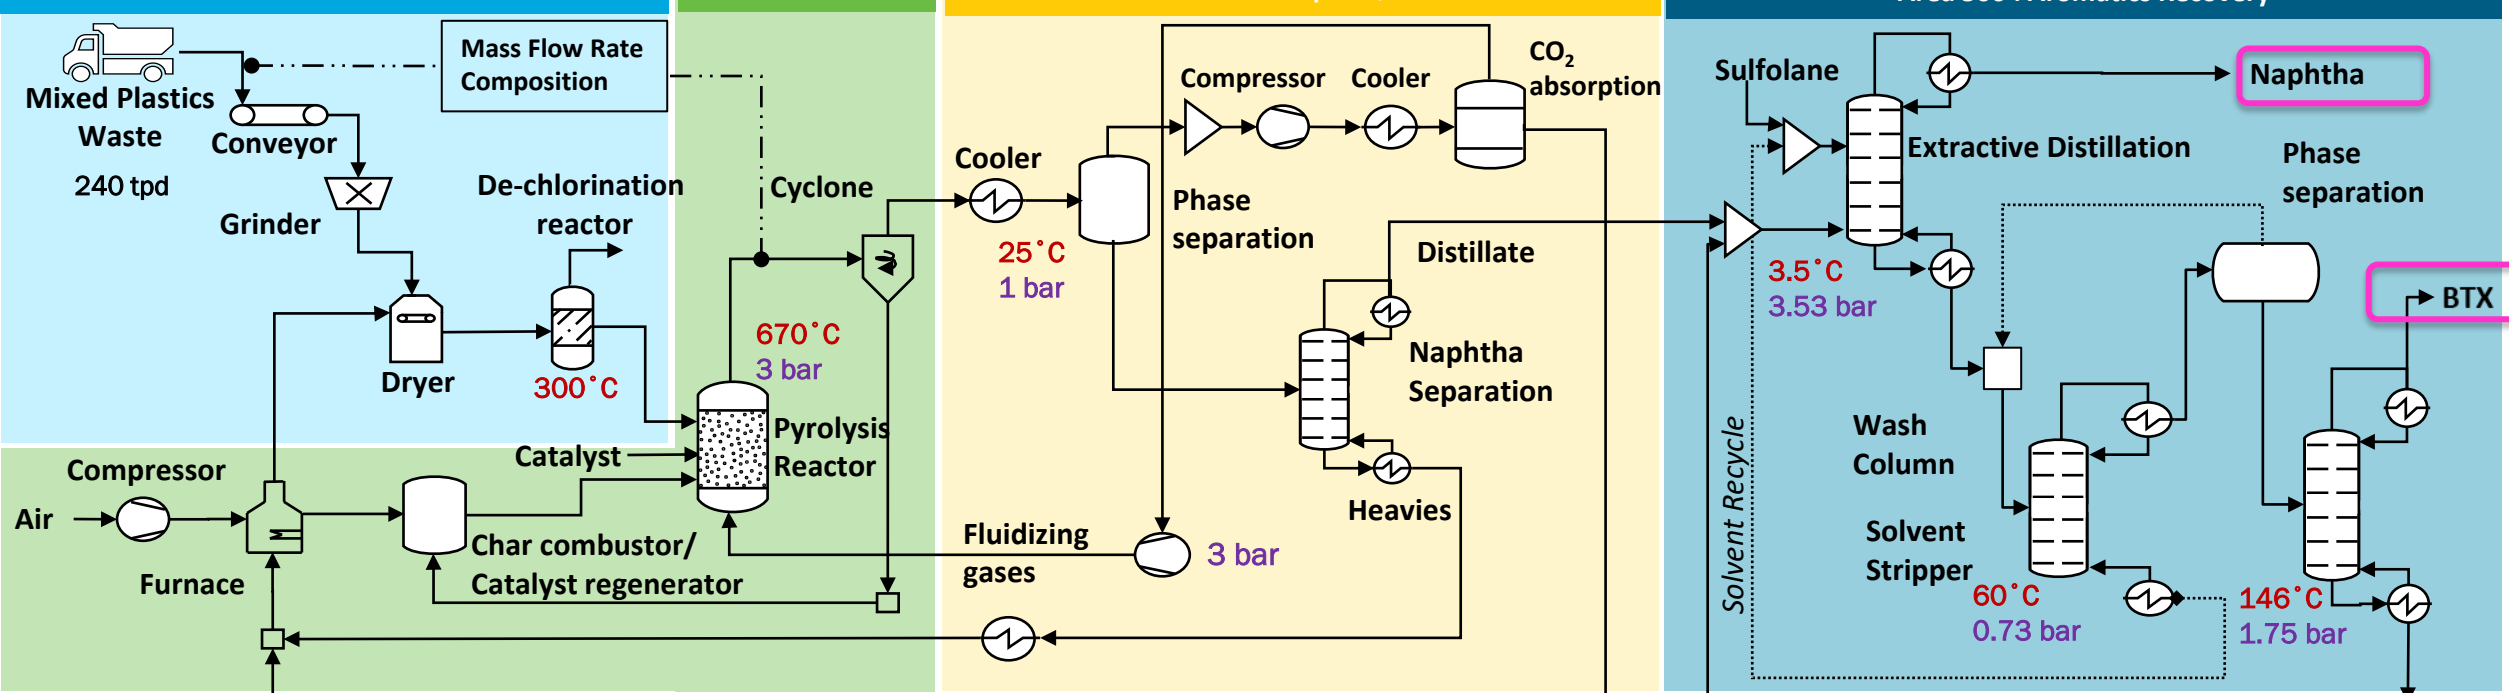 Mass Flow Rate
Composition
Mixed Plastics
Waste
240 tpd
Conveyor
Grinder
De-chlorination
reactor
Dryer
300°C
Cyclone
670°C
3 bar
Pyrolysis
Reactor
Catalyst
Compressor
Air
Furnace
Char combustor/
Catalyst regenerator
Cooler
25°C
1 bar
Phase
separation
Compressor
Cooler
CO2
absorption
Distillate
Naphtha
Separation
Heavies
Fluidizing
gases
3 bar
Recovery
Sulfolane
Naphtha
Extractive Distillation
Phase
separation
3.5°C
3.53 bar
BTX
Wash
Column
Solvent
Stripper
Solvent Recycle
60°C
0.73 bar
146°C
1.75 bar